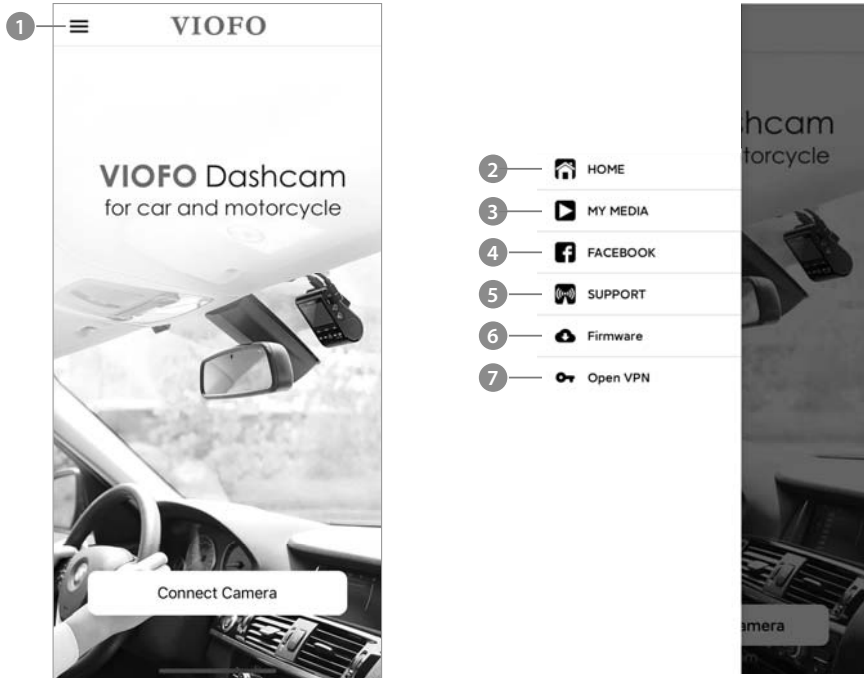 1
VIOFO
VIOFO Dashcam
for car and motorcycle
Connect Camera
2 HOME
3 MY MEDIA
4 FACEBOOK
5 SUPPORT
6 Firmware
7 Open VPN
hcam
torcycle
amera